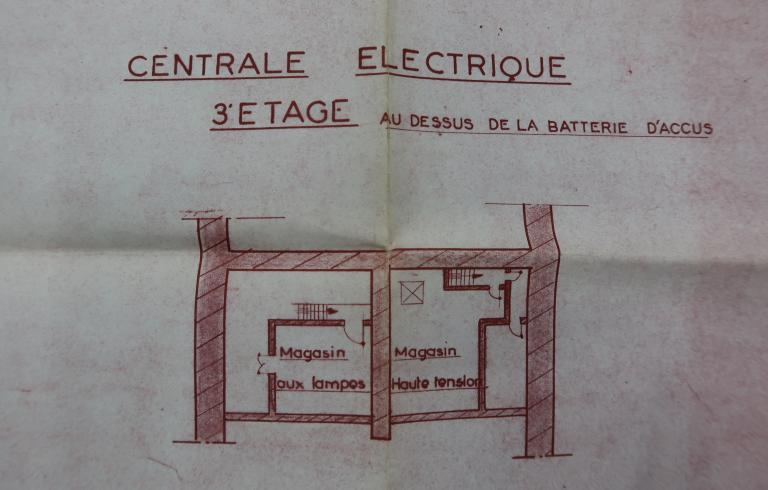 CENTRALE ELECTRIQUE
3'ETAGE AU DESSUS DE LA BATTERIE D'ACCUS
Magasin
aux lampes
Magasin
Haute tension